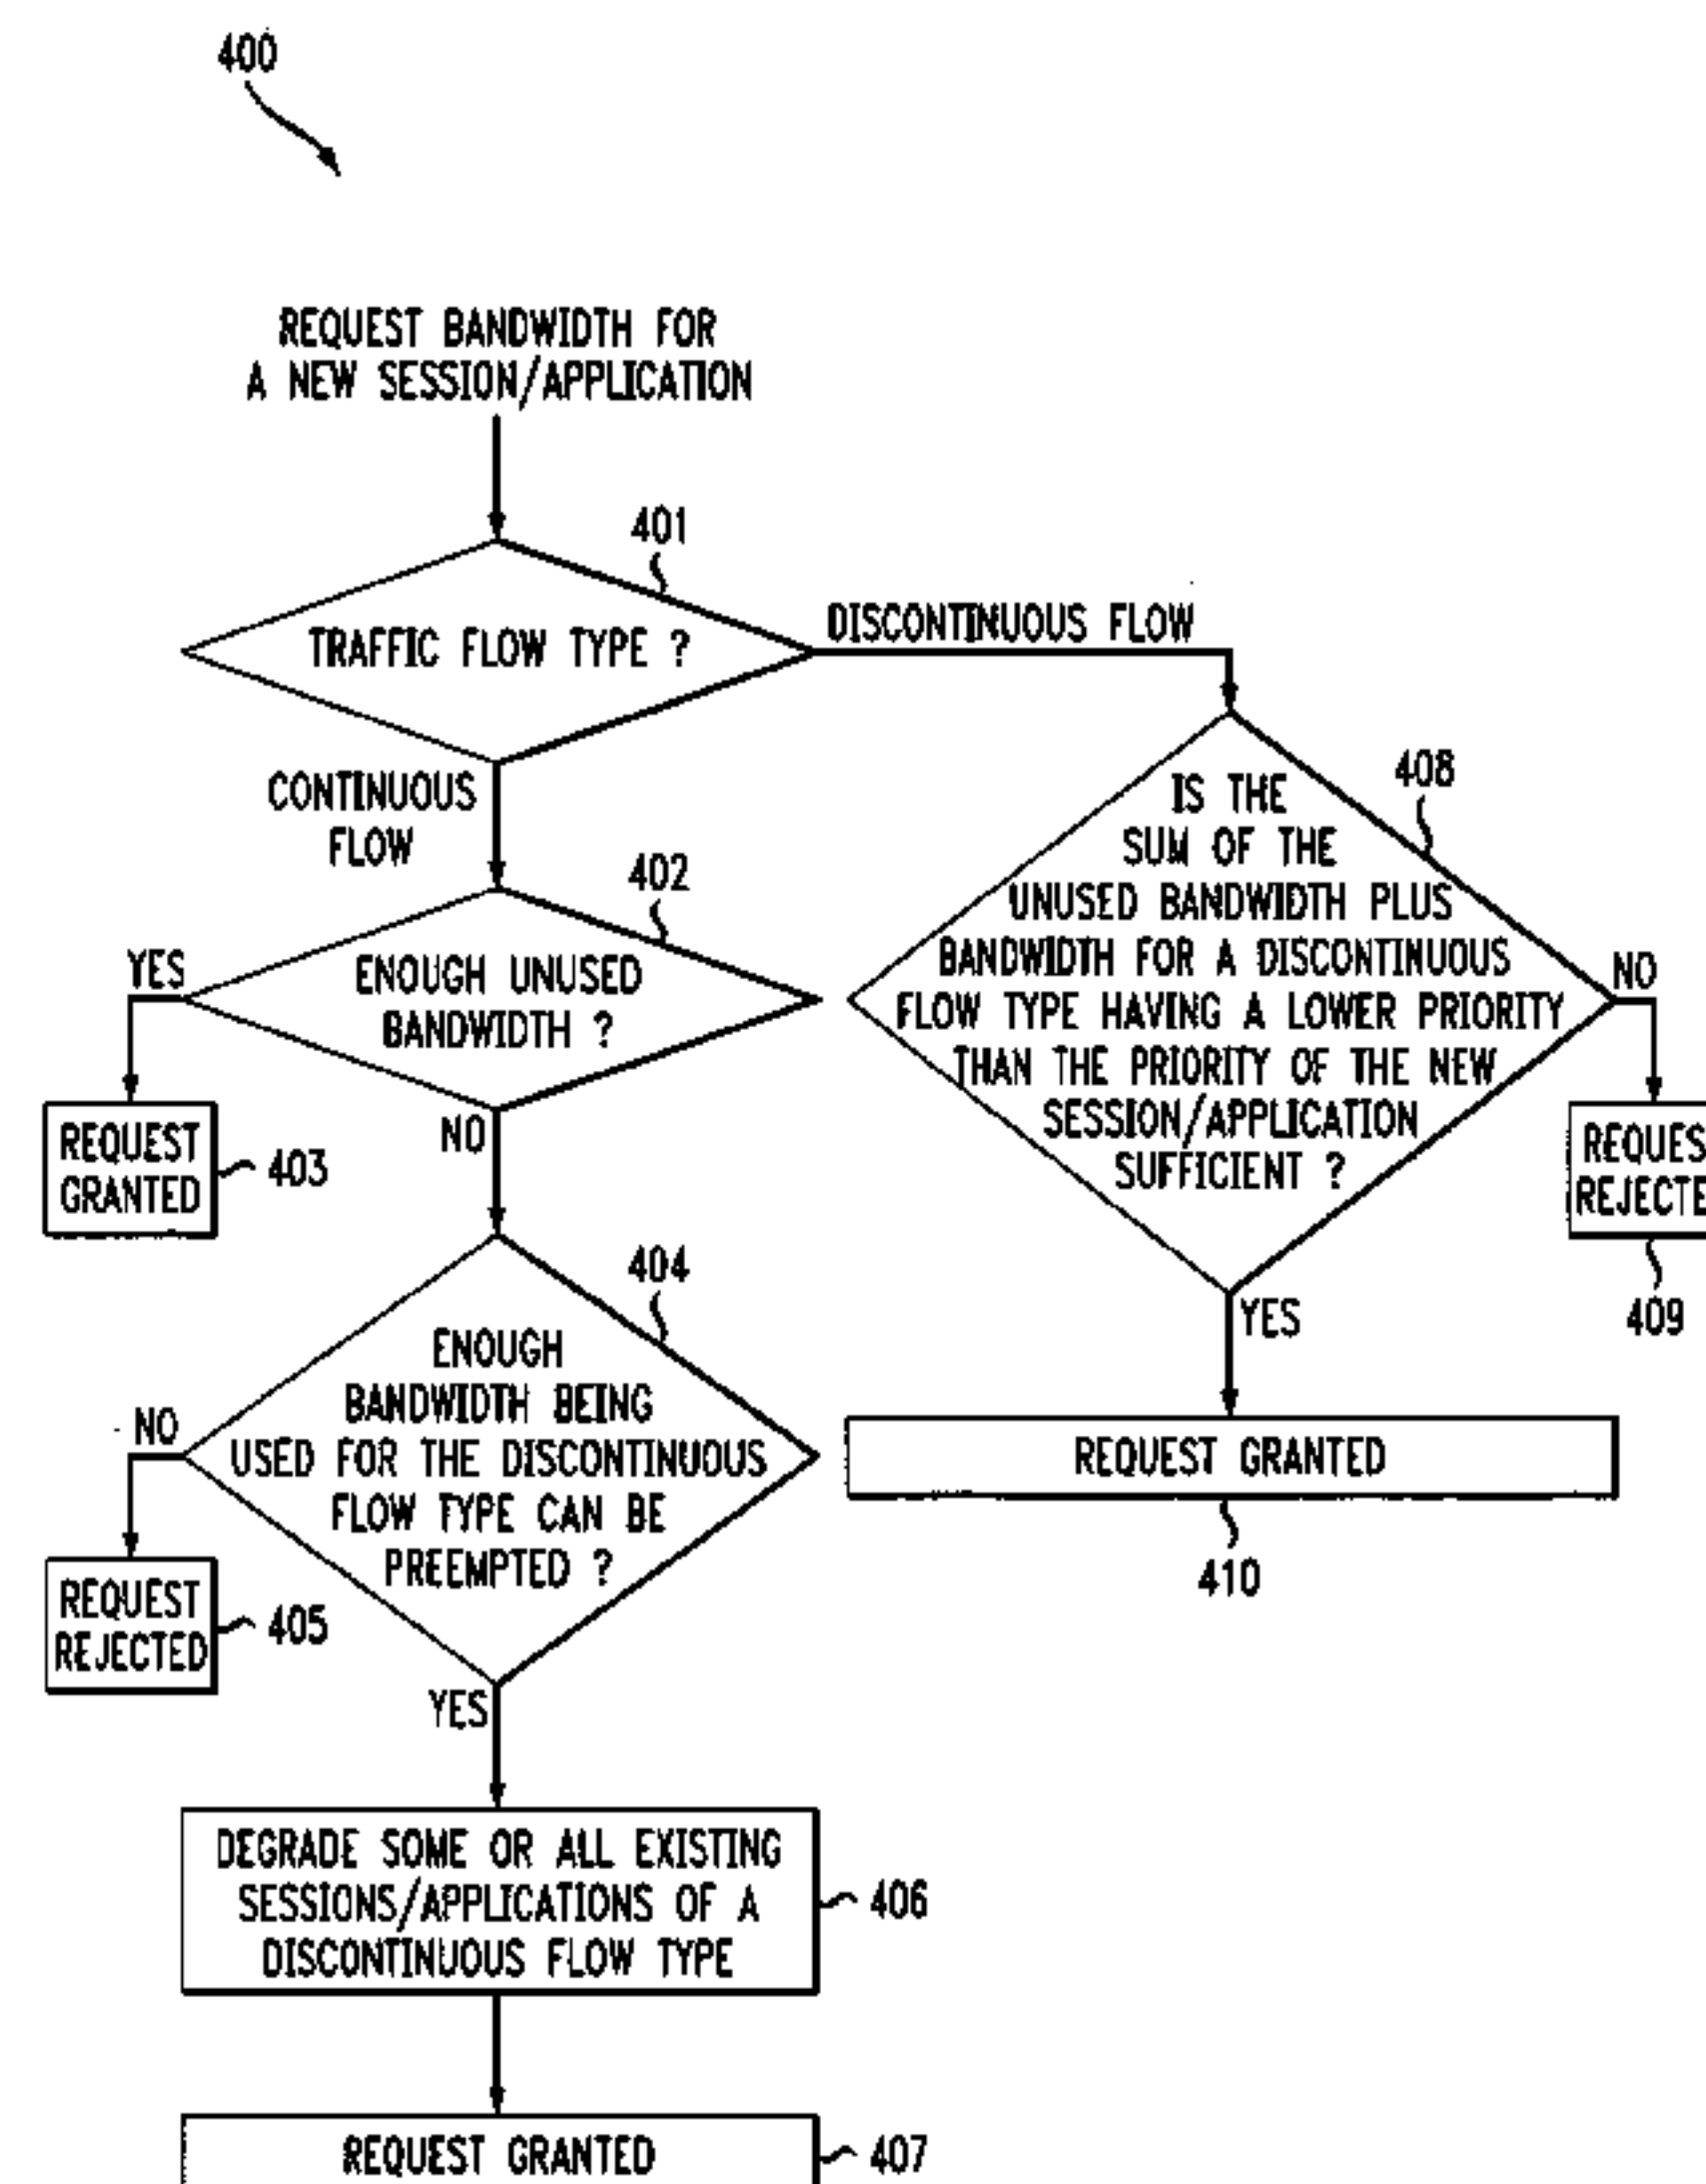 400
REQUEST BANDWIDTH FOR
A NEW SESSION/APPLICATION
401
TRAFFIC FLOW TYPE ?
DISCONTINUOUS FLOW
CONTINUOUS
FLOW
402
YES
ENOUGH UNUSED
BANDWIDTH ?
NO
REQUEST
GRANTED
403
404
ENOUGH
BANDWIDTH BEING
USED FOR THE DISCONTINUOUS
FLOW TYPE CAN BE
PREEMPTED ?
NO
REQUEST
REJECTED
405
YES
DEGRADE SOME OR ALL EXISTING
SESSIONS/APPLICATIONS OF A
DISCONTINUOUS FLOW TYPE
406
REQUEST GRANTED
407
408
IS THE
SUM OF THE
UNUSED BANDWIDTH PLUS
BANDWIDTH FOR A DISCONTINUOUS
FLOW TYPE HAVING A LOWER PRIORITY
THAN THE PRIORITY OF THE NEW
SESSION/APPLICATION
SUFFICIENT ?
NO
REQUES
REJECTE
409
YES
REQUEST GRANTED
410